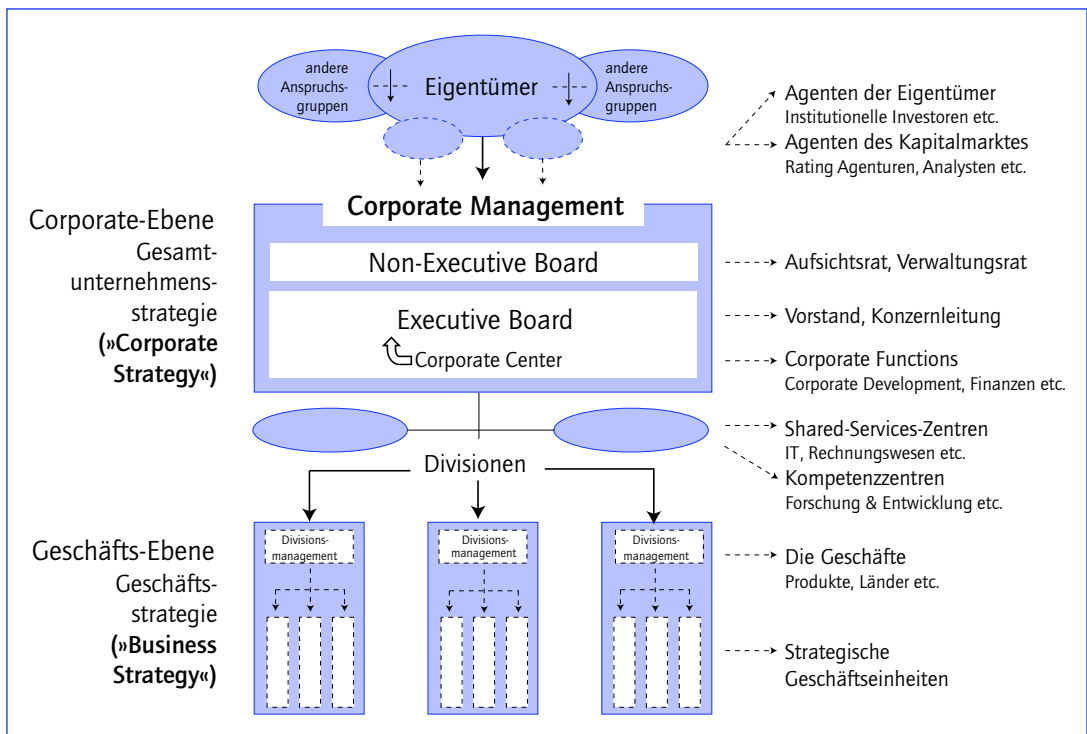 andere
Anspruchs-
gruppen
Eigentümer
andere
Anspruchs-
gruppen
Agenten der Eigentümer
Institutionelle Investoren etc.
Agenten des Kapitalmarktes
Rating Agenturen, Analysten etc.
Corporate-Ebene
Gesamt-
unternehmens-
strategie
(»Corporate
Strategy«)
Corporate Management
Non-Executive Board
Executive Board
Corporate Center
Aufsichtsrat, Verwaltungsrat
Vorstand, Konzernleitung
Corporate Functions
Corporate Development, Finanzen etc.
Shared-Services-Zentren
IT, Rechnungswesen etc.
Kompetenzzentren
Forschung & Entwicklung etc.
Divisionen
Geschäfts-Ebene
Geschäfts-
strategie
(»Business
Strategy«)
Divisions-
management
Divisions-
management
Divisions-
management
Die Geschäfte
Produkte, Länder etc.
Strategische
Geschäftseinheiten